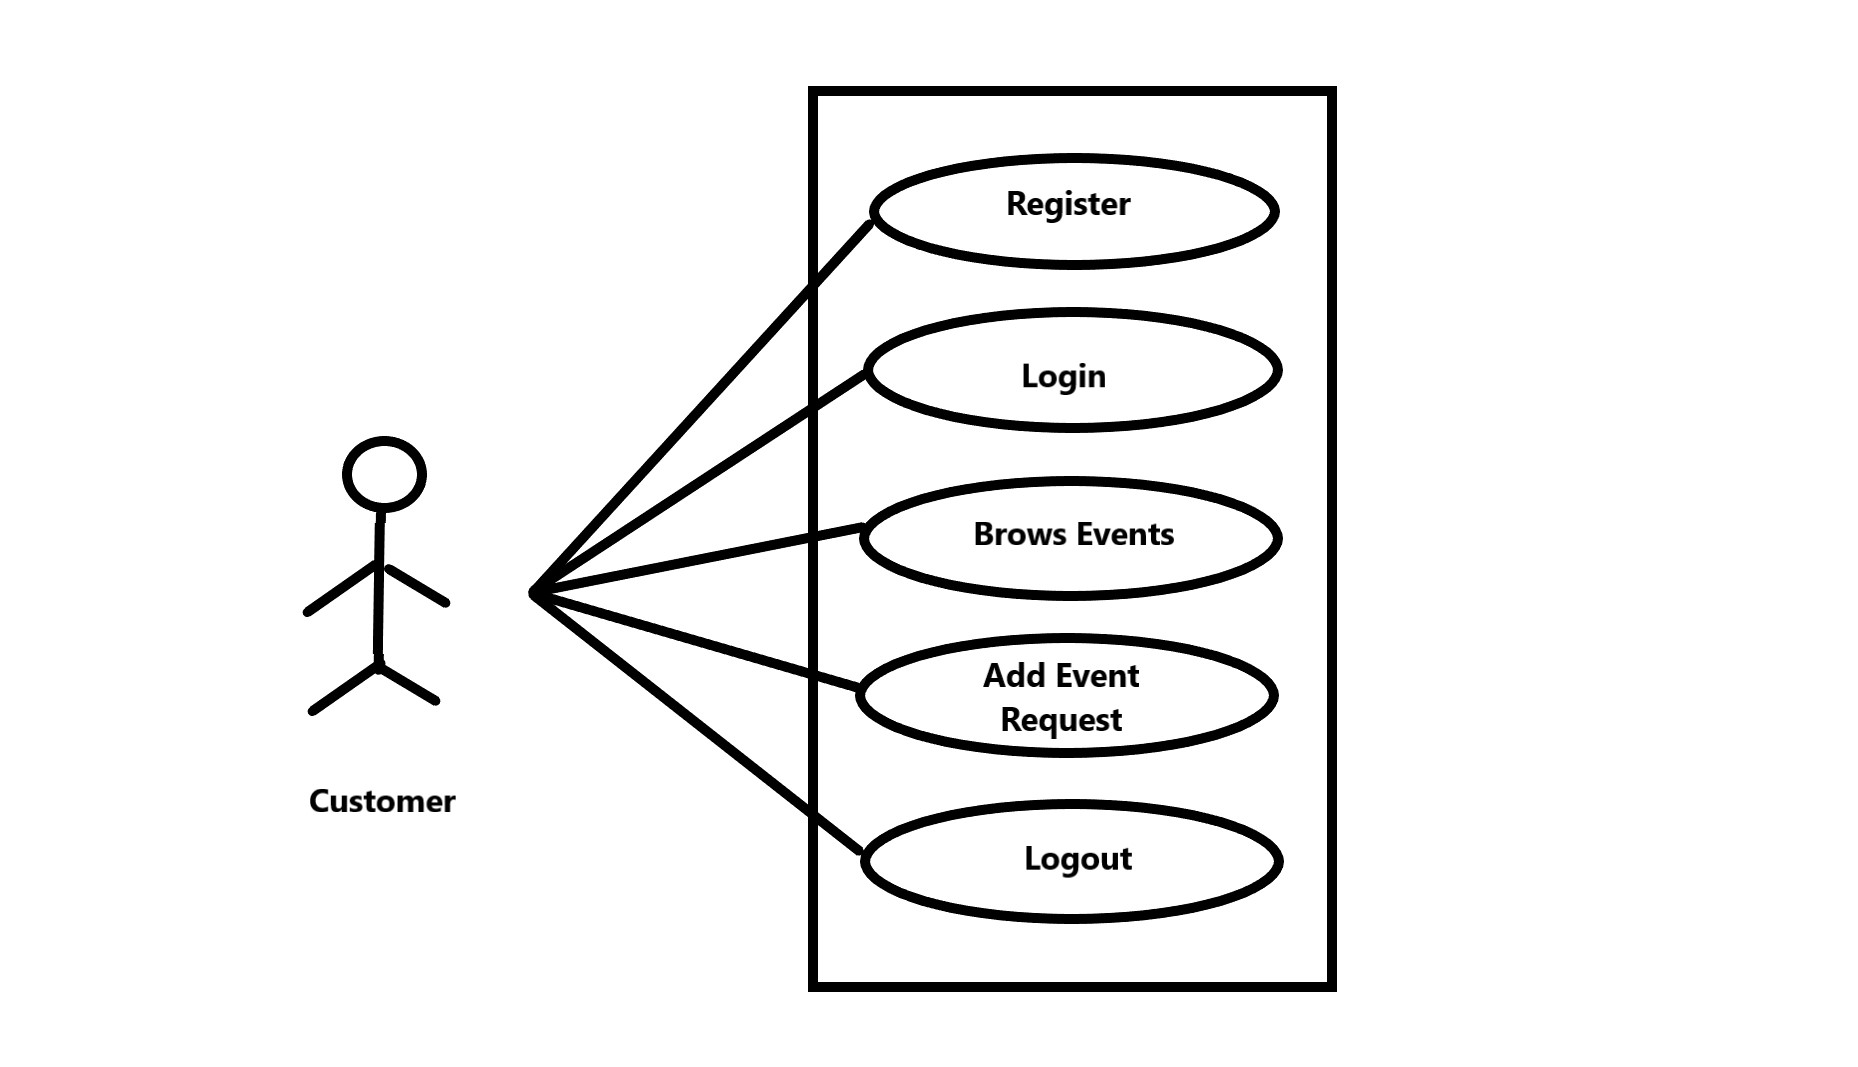 Register
Login
Brows Events
Add Event
Request
Logout
Customer